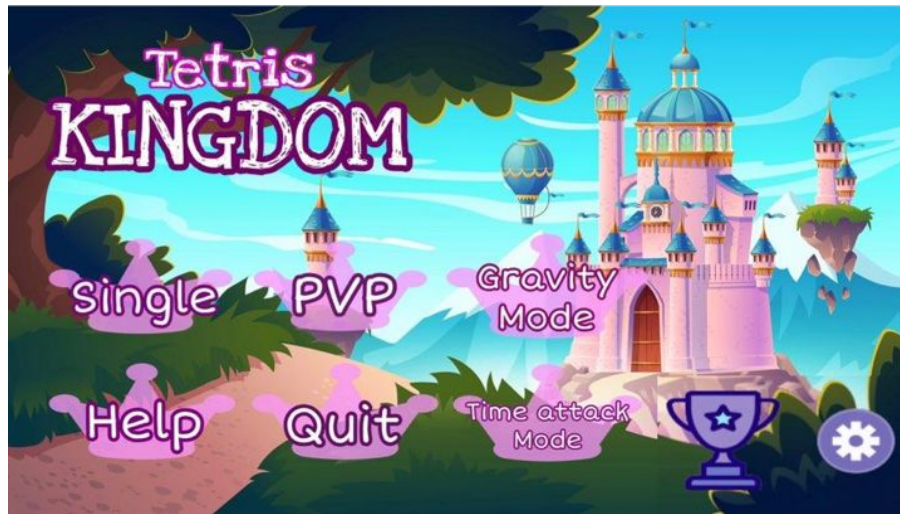 Tetris
KINGDOM
Single
PVP
Gravity
Mode
Help
Quit
Time attack
Mode